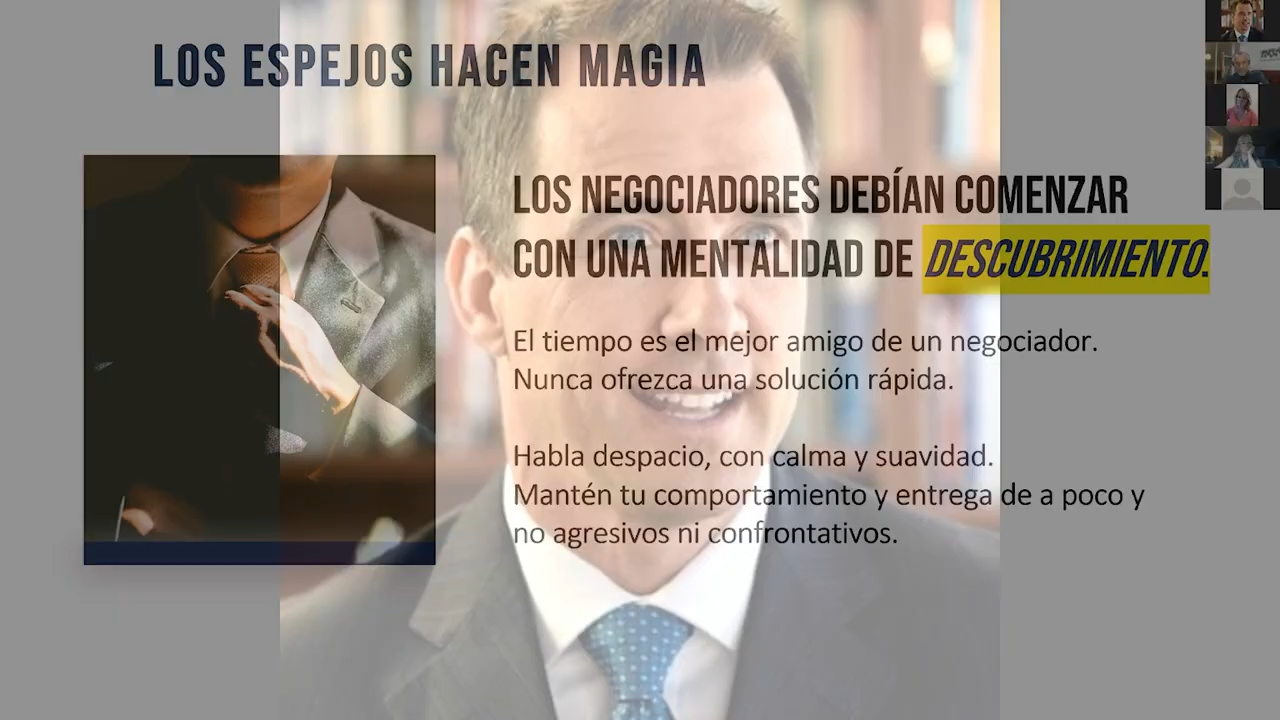 LOS ESPEJOS HACEN MAGIA
LOS NEGOCIADORES DEBÍAN COMENZAR
CON UNA MENTALIDAD DE DESCUBRIMIENTO.
El tiempo es el mejor amigo de un negociador.
Nunca ofrezca una solución rápida.
Habla despacio, con calma y suavidad.
Mantén tu comportamiento y entrega de a poco y
no agresivos ni confrontativos.